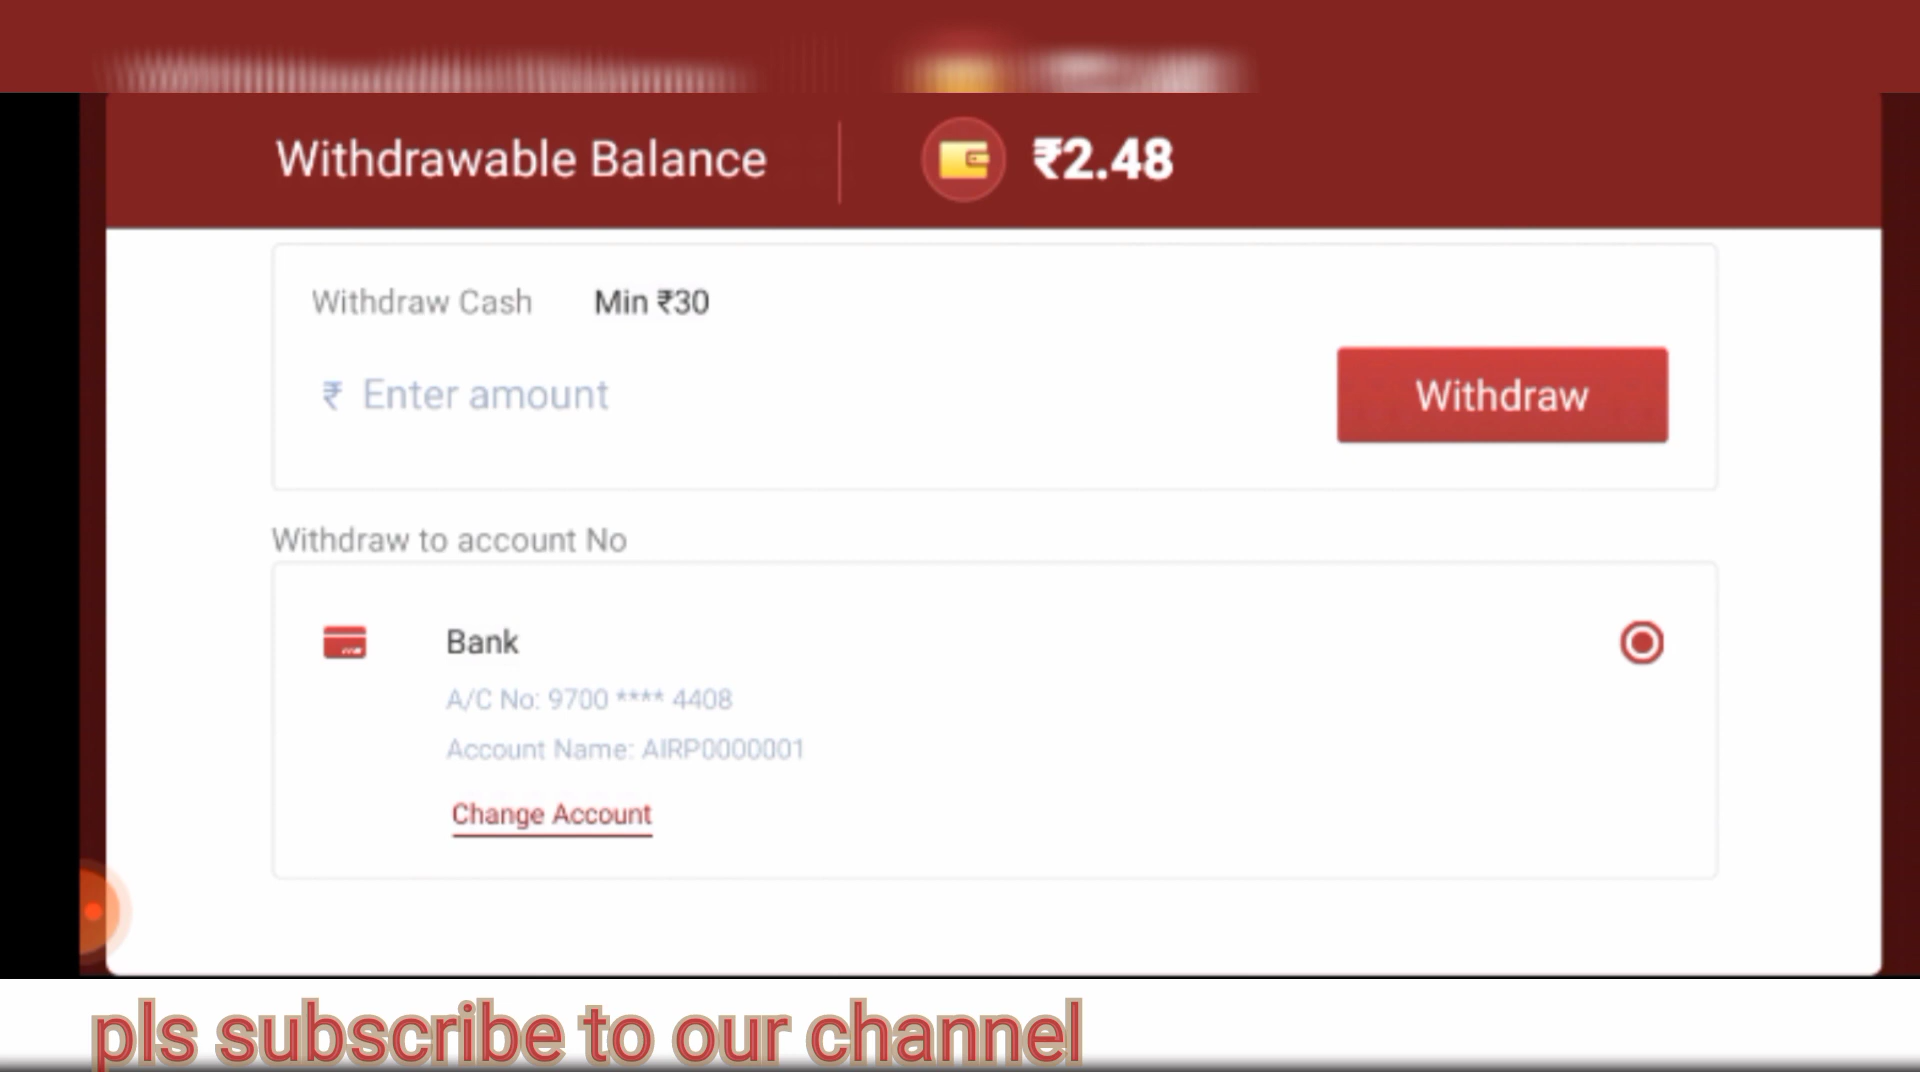 Withdrawable Balance ₹2.48
Withdraw Cash Min ₹30
₹ Enter amount
Withdraw
Withdraw to account No
Bank
A/C No: 9700 **** 4408
Account Name: AIRP0000001
Change Account
pls subscribe to our channel